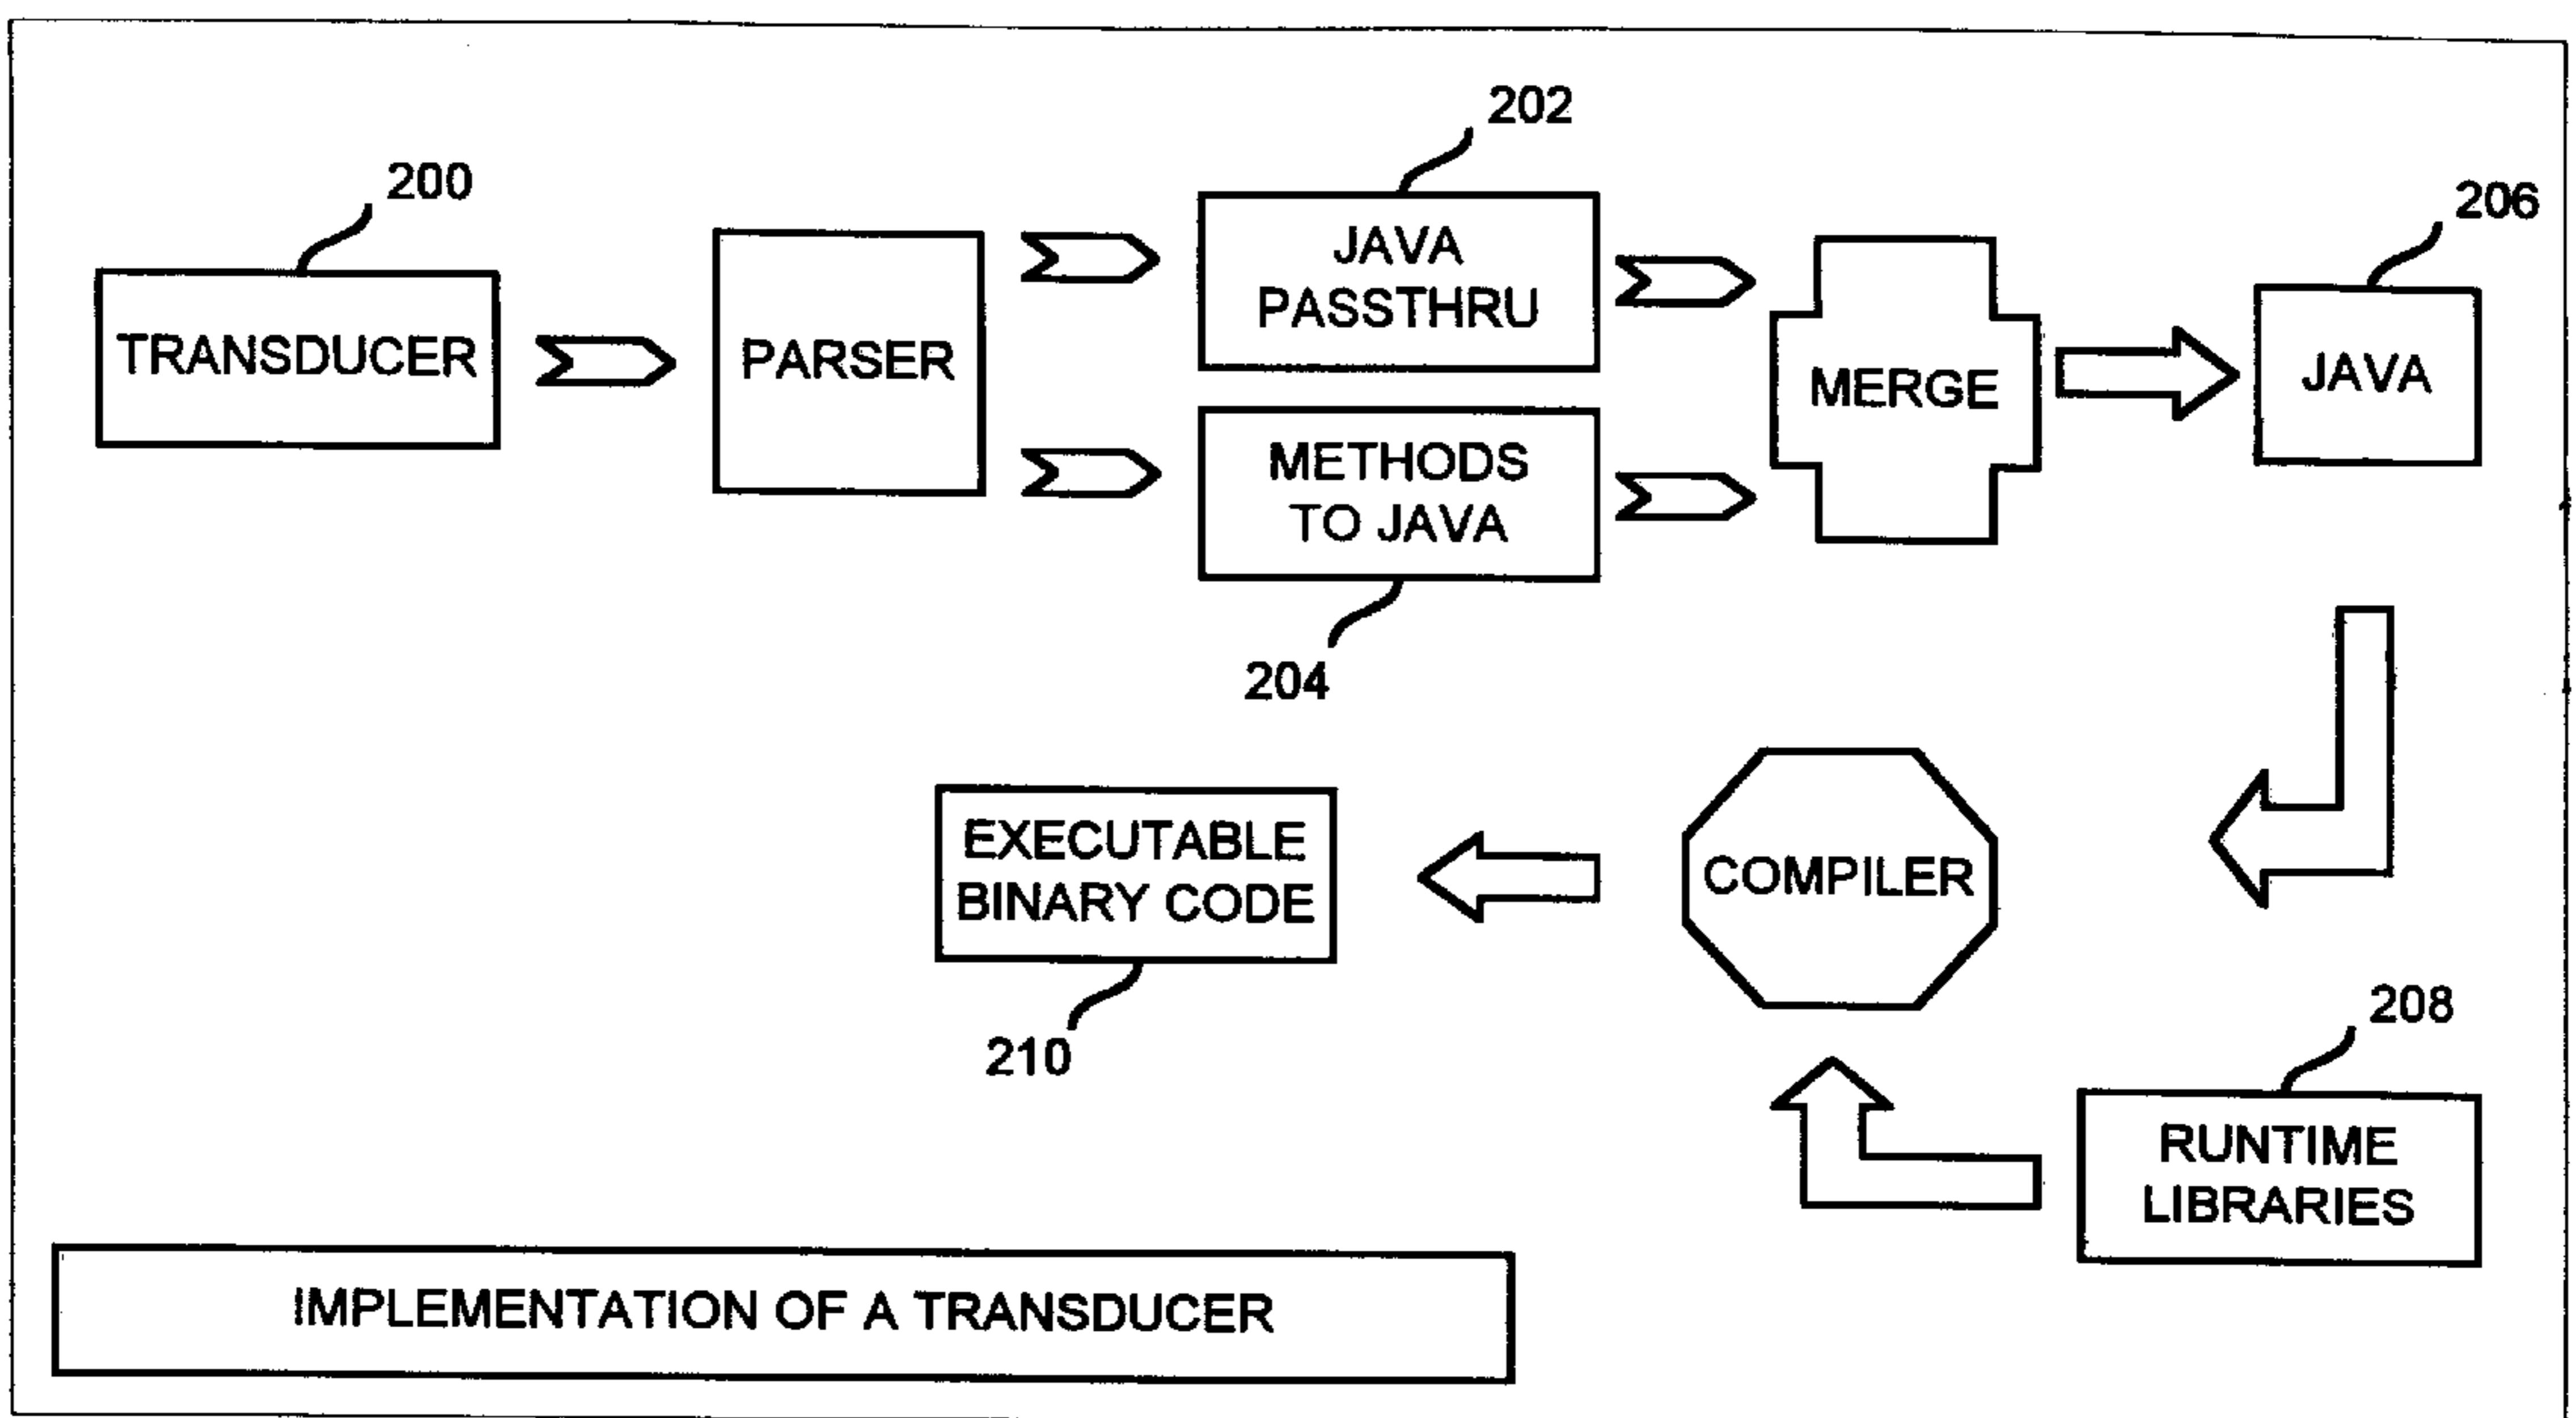 200
TRANSDUCER
PARSER
202
JAVA
PASSTHRU
METHODS
TO JAVA
204
MERGE
206
JAVA
COMPILER
EXECUTABLE
BINARY CODE
210
208
RUNTIME
LIBRARIES
IMPLEMENTATION OF A TRANSDUCER